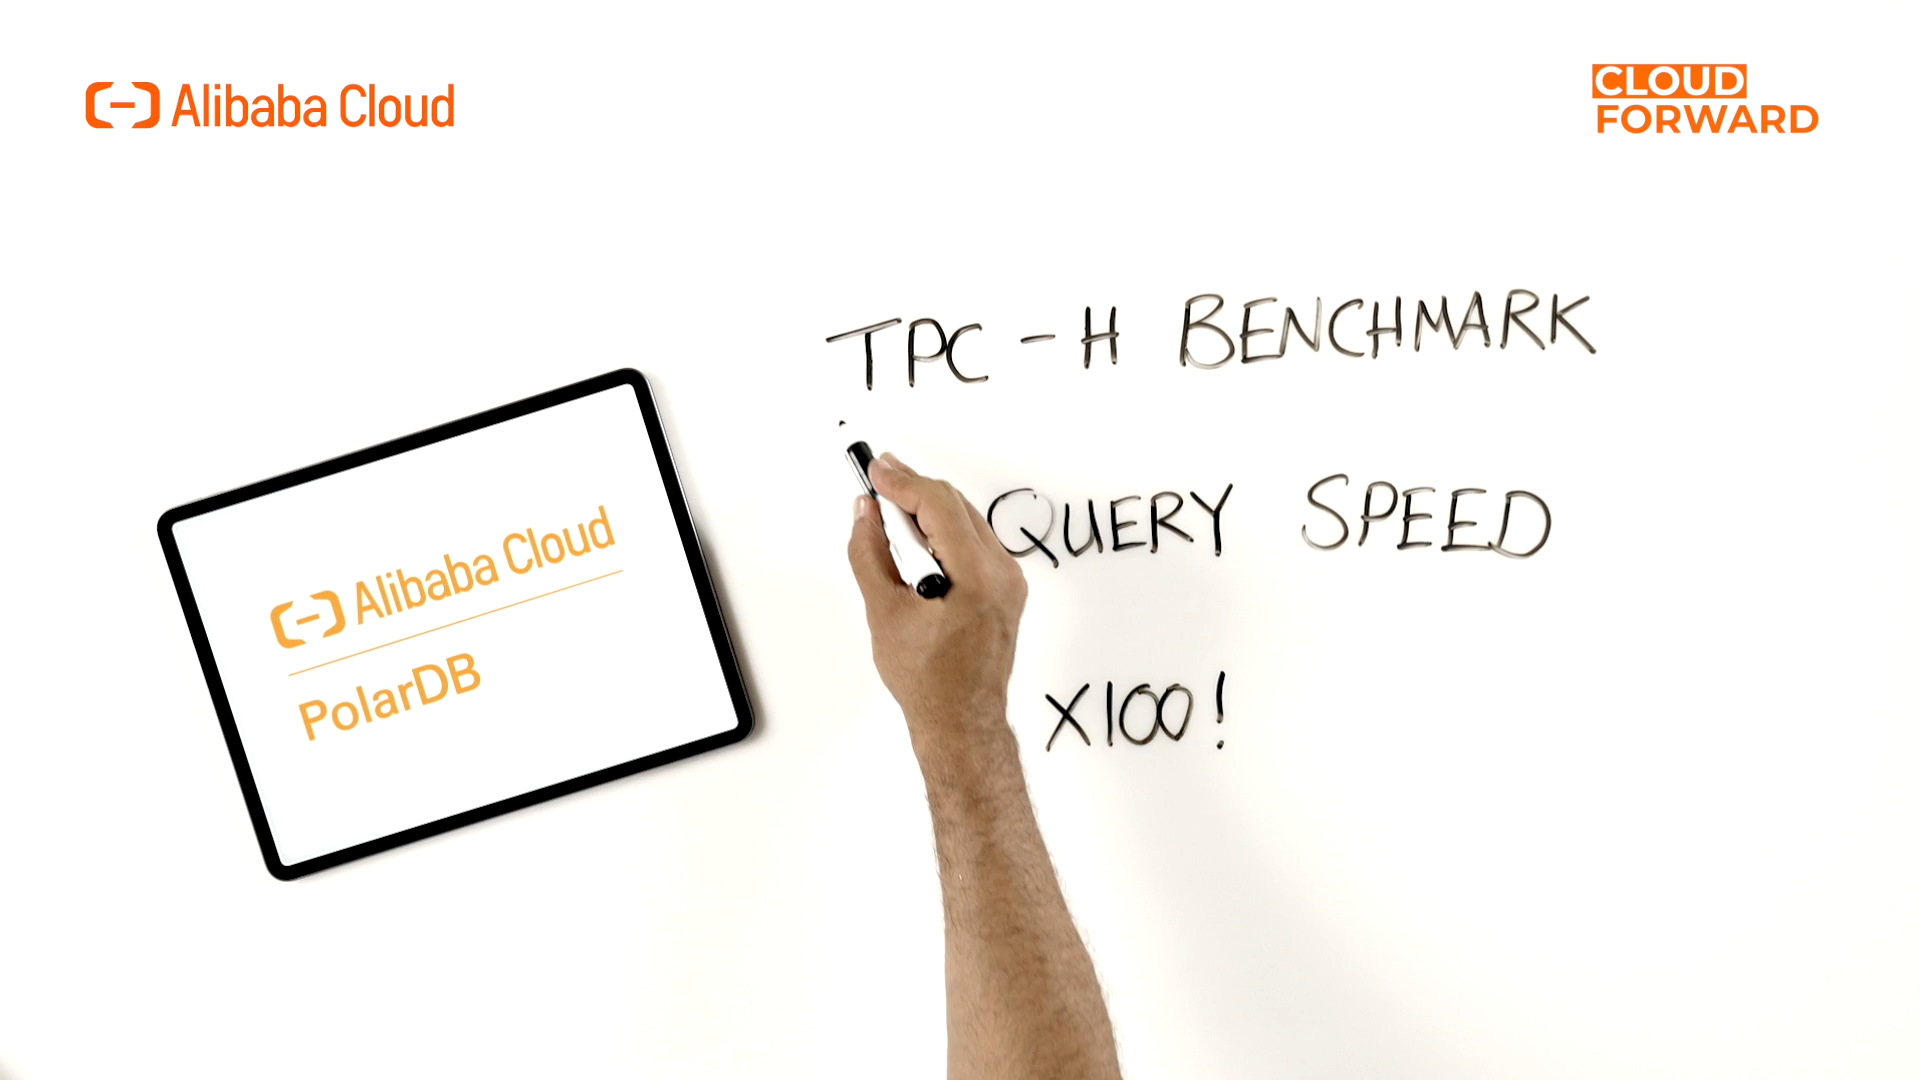 Alibaba Cloud
CLOUD
FORWARD
TPC - H BENCHMARK
QUERY SPEED
X100!
Alibaba Cloud
PolarDB